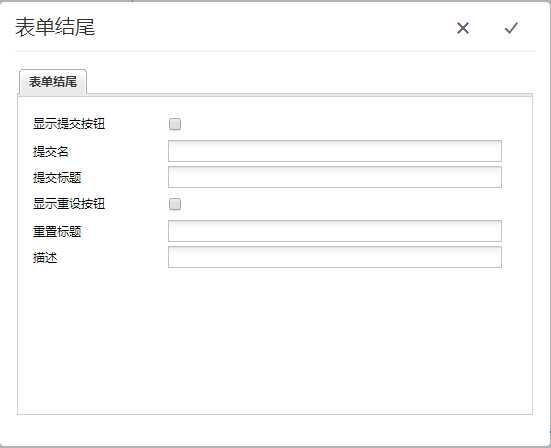 表单结尾
表单结尾
显示提交按钮
提交名
提交标题
显示重设按钮
重置标题
描述